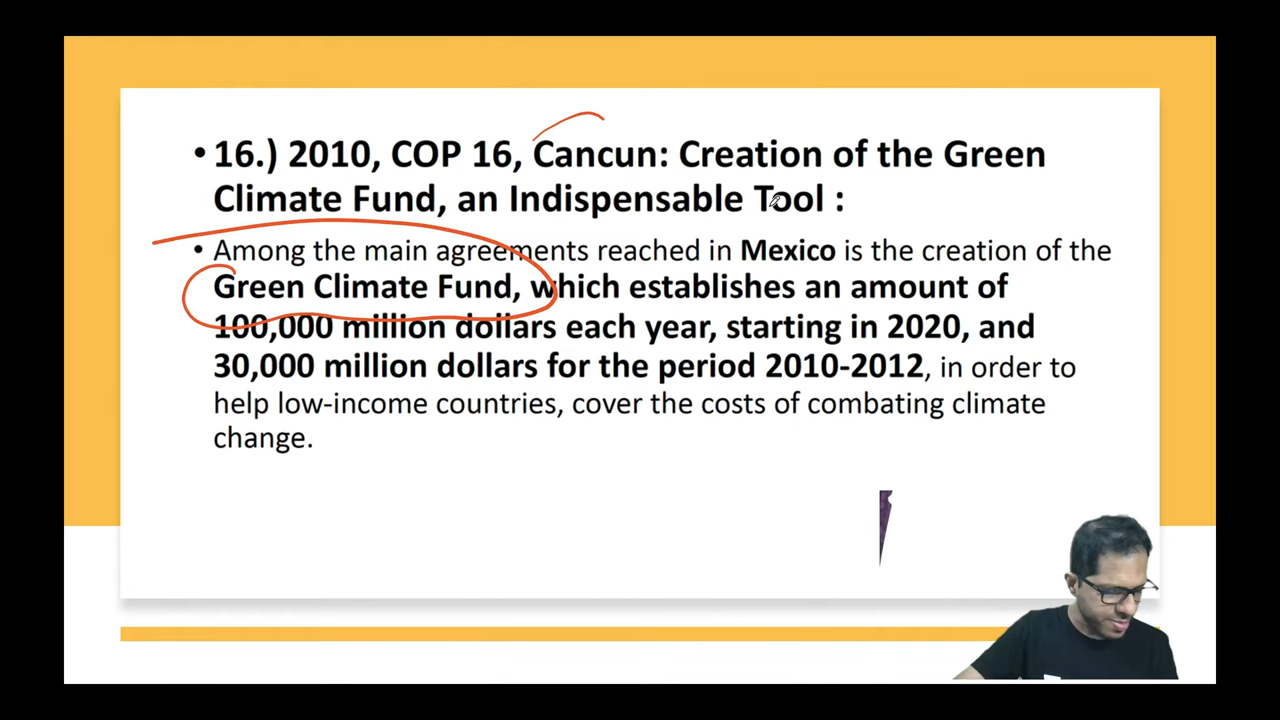 • 16.) 2010, COP 16, Cancun: Creation of the Green
Climate Fund, an Indispensable Tool :
• Among the main agreements reached in Mexico is the creation of the
Green Climate Fund, which establishes an amount of
100,000 million dollars each year, starting in 2020, and
30,000 million dollars for the period 2010-2012, in order to
help low-income countries, cover the costs of combating climate
change.